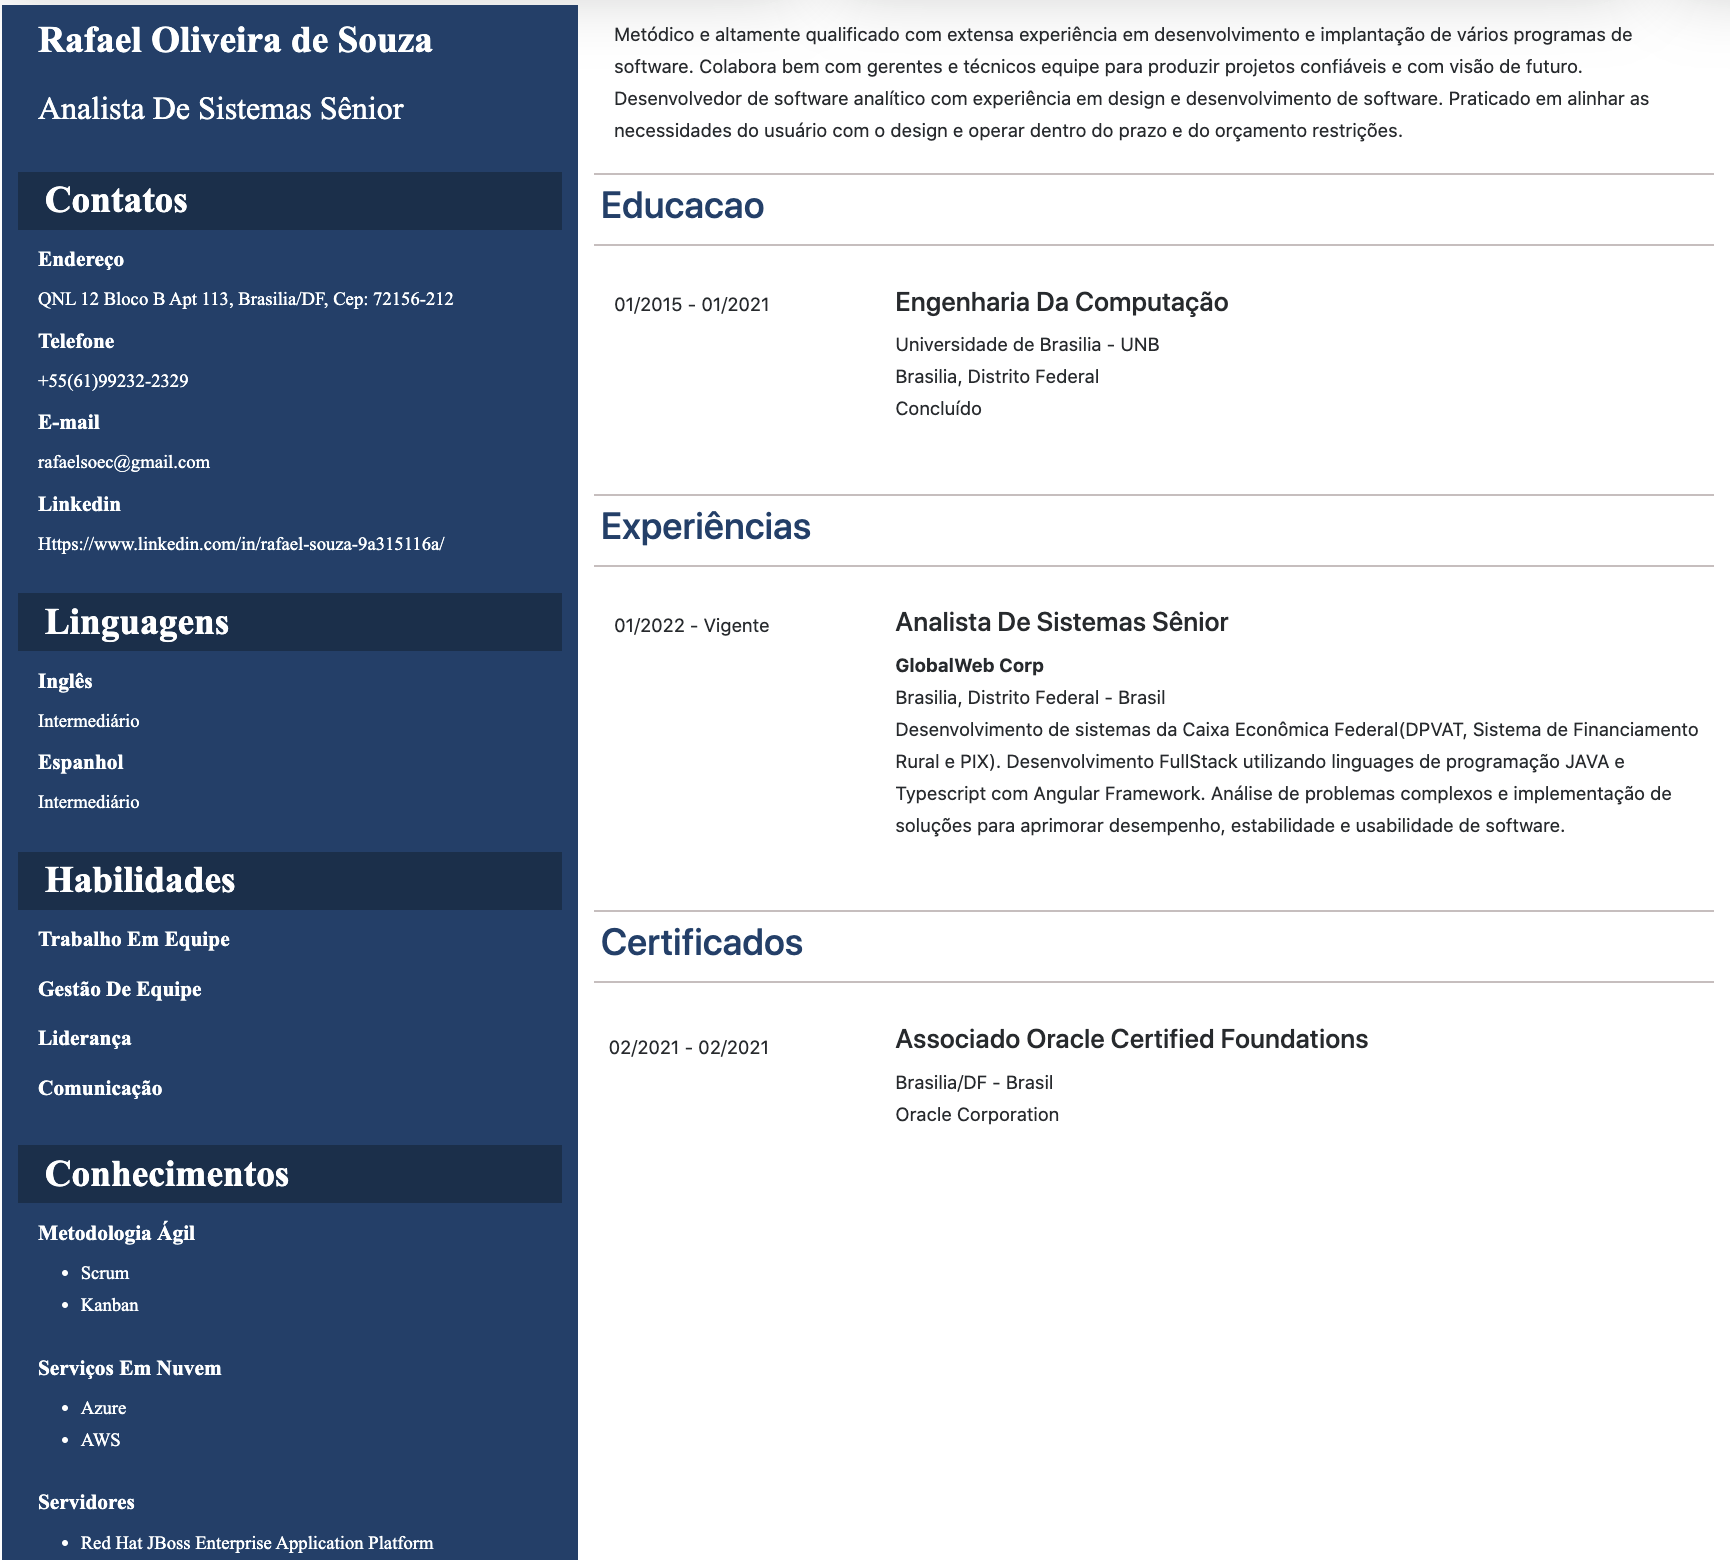 Rafael Oliveira de Souza
Analista De Sistemas Sênior
Contatos
Endereço
QNL 12 Bloco B Apt 113, Brasilia/DF, Cep: 72156-212
Telefone
+55(61)99232-2329
E-mail
rafaelsoec@gmail.com
Linkedin
Https://www.linkedin.com/in/rafael-souza-9a315116a/
Linguagens
Inglês
Intermediário
Espanhol
Intermediário
Habilidades
Trabalho Em Equipe
Gestão De Equipe
Liderança
Comunicação
Conhecimentos
Metodologia Ágil
• Scrum
• Kanban
Serviços Em Nuvem
• Azure
• AWS
Servidores
• Red Hat JBoss Enterprise Application Platform
Metódico e altamente qualificado com extensa experiência em desenvolvimento e implantação de vários programas de
software. Colabora bem com gerentes e técnicos equipe para produzir projetos confiáveis e com visão de futuro.
Desenvolvedor de software analítico com experiência em design e desenvolvimento de software. Praticado em alinhar as
necessidades do usuário com o design e operar dentro do prazo e do orçamento restrições.
Educacao
01/2015 - 01/2021
Engenharia Da Computação
Universidade de Brasilia - UNB
Brasilia, Distrito Federal
Concluído
Experiências
01/2022 - Vigente
Analista De Sistemas Sênior
GlobalWeb Corp
Brasilia, Distrito Federal - Brasil
Desenvolvimento de sistemas da Caixa Econômica Federal(DPVAT, Sistema de Financiamento
Rural e PIX). Desenvolvimento FullStack utilizando linguages de programação JAVA e
Typescript com Angular Framework. Análise de problemas complexos e implementação de
soluções para aprimorar desempenho, estabilidade e usabilidade de software.
Certificados
02/2021 - 02/2021
Associado Oracle Certified Foundations
Brasilia/DF - Brasil
Oracle Corporation